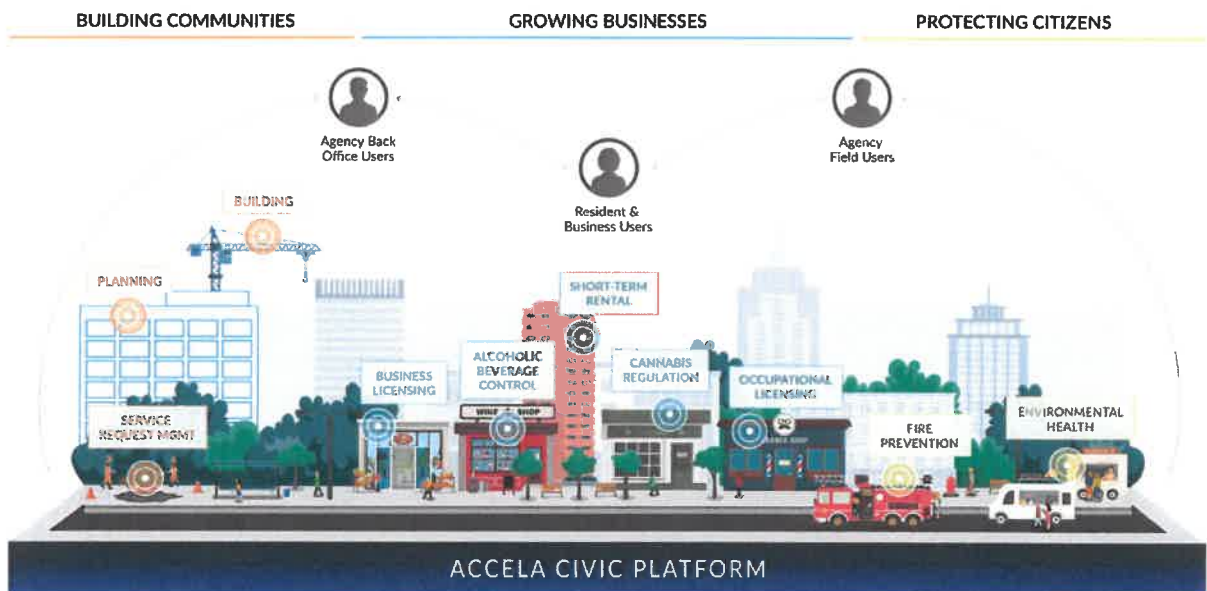 BUILDING COMMUNITIES
GROWING BUSINESSES
PROTECTING CITIZENS
Agency Back
Office Users
Agency
Field Users
Resident &
Business Users
BUILDING
PLANNING
SHORT-TERM
RENTAL
ALCOHOLIC
BEVERAGE
CONTROL
BUSINESS
LICENSING
CANNABIS
REGULATION
OCCUPATIONAL
LICENSING
SERVICE
REQUEST MGMT
FIRE
PREVENTION
ENVIRONMENTAL
HEALTH
WINE SHOP
SHOP
ACCELA CIVIC PLATFORM